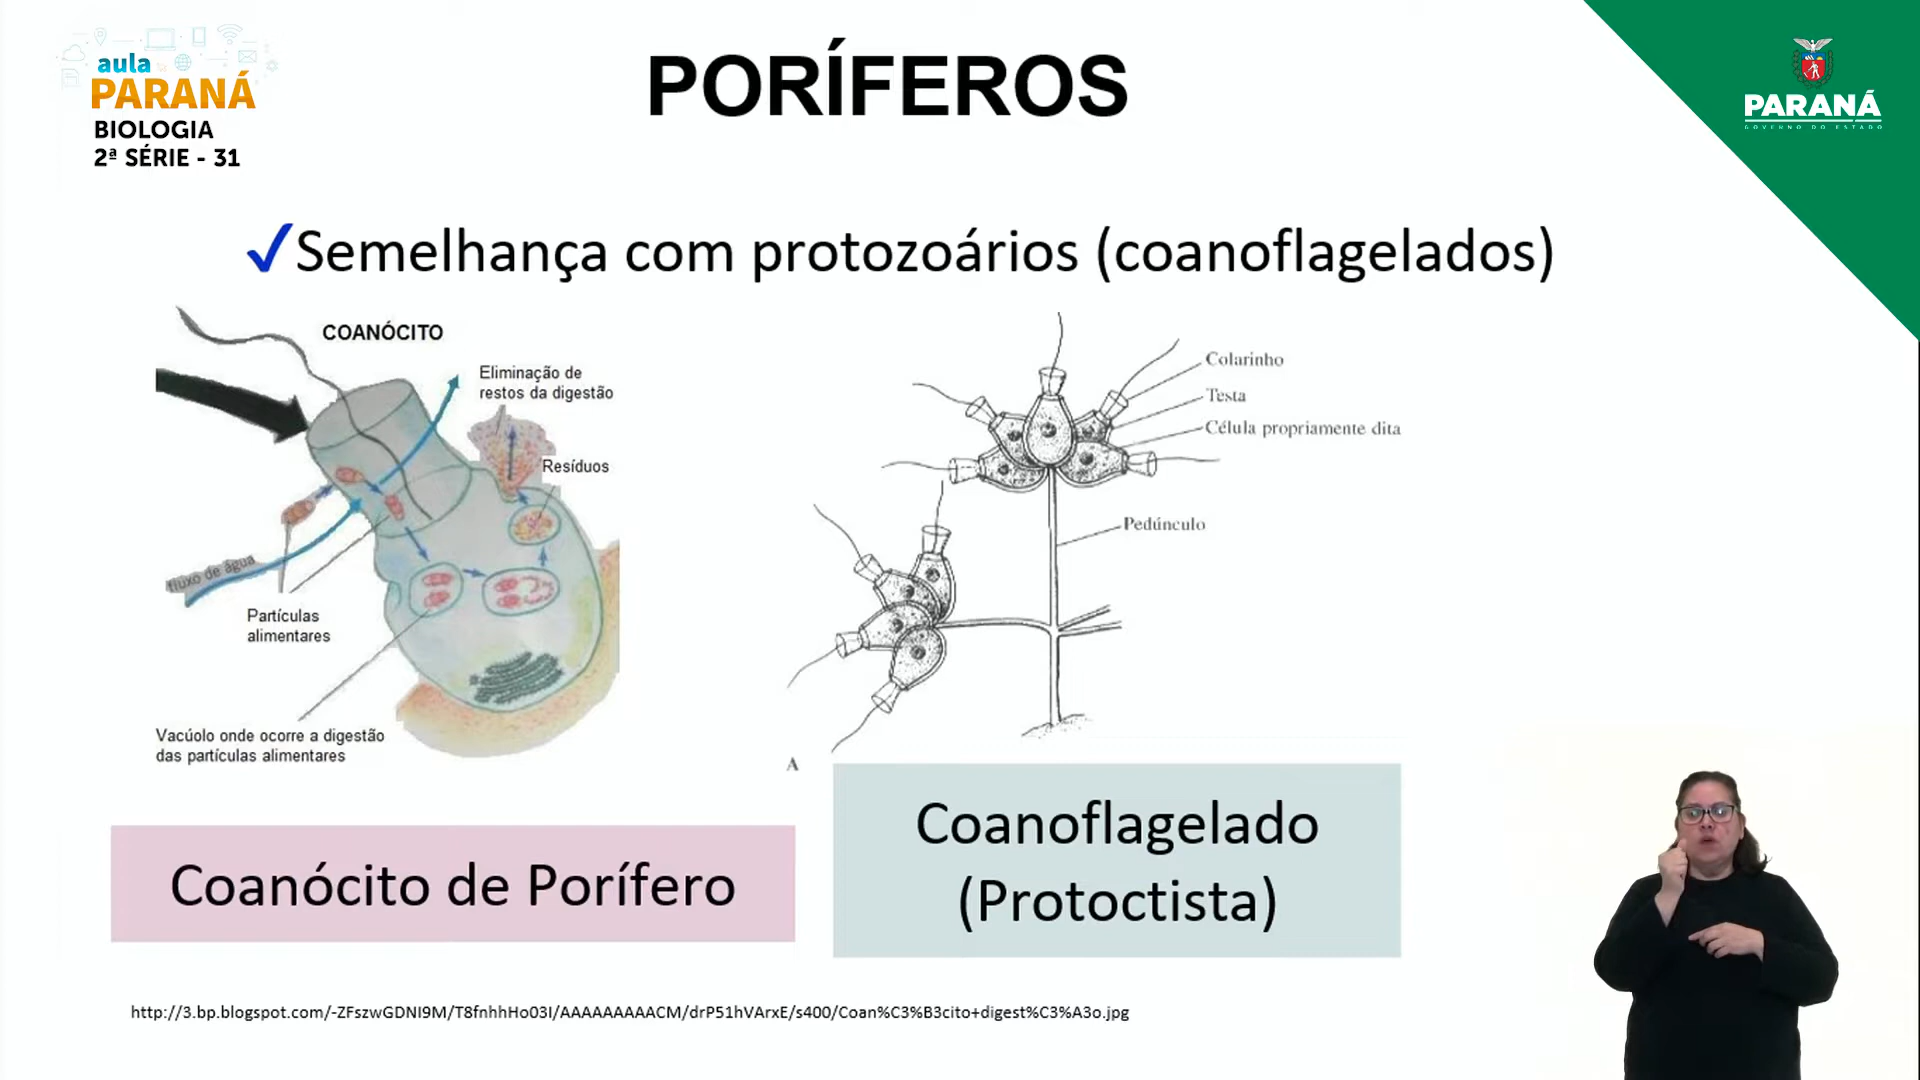 aula
PARANÁ
BIOLOGIA
2ª SÉRIE - 31
PORÍFEROS
PARANÁ
GOVERNO DO ESTADO
✓Semelhança com protozoários (coanoflagelados)
COANÓCITO
Eliminação de
restos da digestão
Resíduos
fluxo de água
Partículas
alimentares
Vacúolo onde ocorre a digestão
das partículas alimentares
Colarinho
Testa
Célula propriamente dita
Pedúnculo
A
Coanócito de Porífero
Coanoflagelado
(Protoctista)
http://3.bp.blogspot.com/-ZFszwGDNI9M/T8fnhhHo03I/AAAAAAAAACM/drP51hVArxE/s400/Coan%C3%B3cito+digest%C3%A3o.jpg